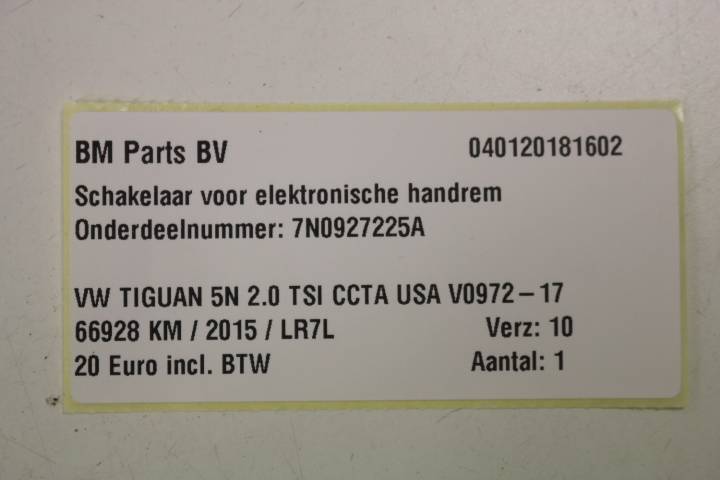 BM Parts BV 040120181602
Schakelaar voor elektronische handrem
Onderdeelnummer: 7N0927225A
VW TIGUAN 5N 2.0 TSI CCTA USA V0972-17
66928 KM / 2015 / LR7L Verz: 10
20 Euro incl. BTW Aantal: 1